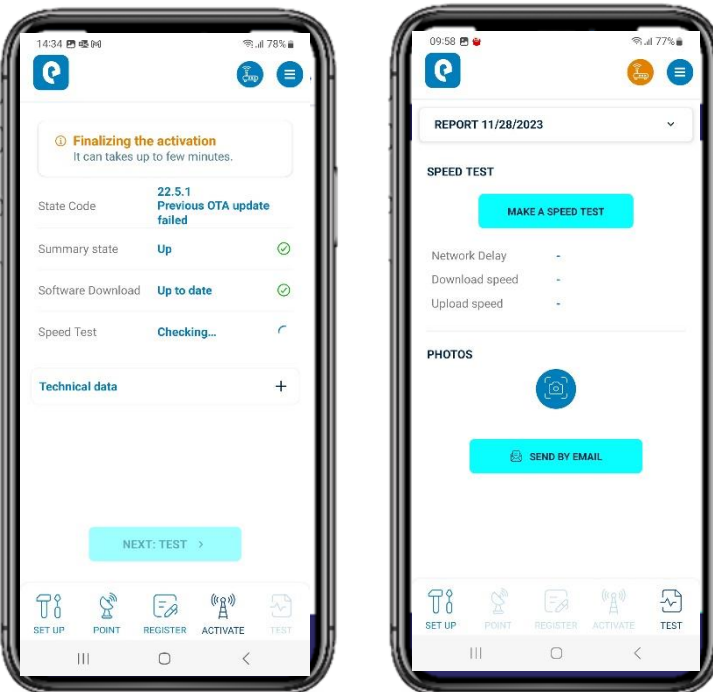 14:34 78%
Finalizing the activation
It can takes up to few minutes.
State Code 22.5.1
Previous OTA update
failed
Summary state Up
Software Download Up to date
Speed Test Checking...
Technical data +
NEXT: TEST >
SET UP POINT REGISTER ACTIVATE TEST
09:58 77%
REPORT 11/28/2023
SPEED TEST
MAKE A SPEED TEST
Network Delay -
Download speed -
Upload speed -
PHOTOS
SEND BY EMAIL
SET UP POINT REGISTER ACTIVATE TEST